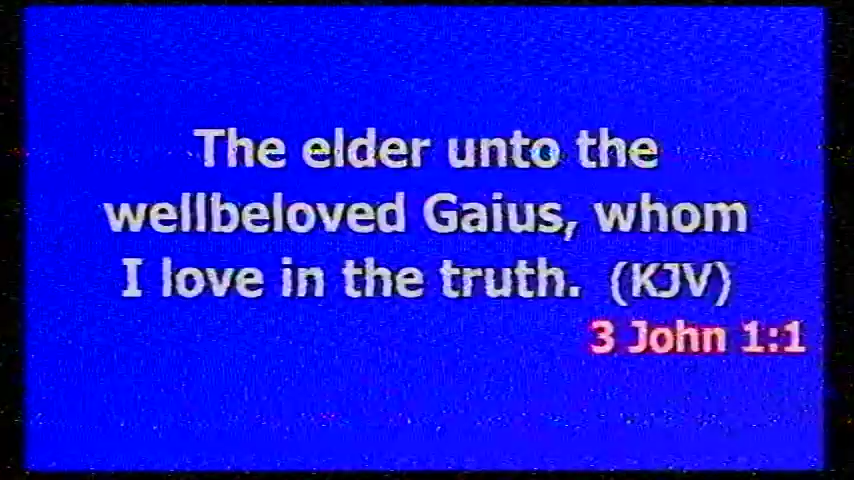 The elder unto the
wellbeloved Gaius, whom
I love in the truth. (KJV)
3 John 1:1